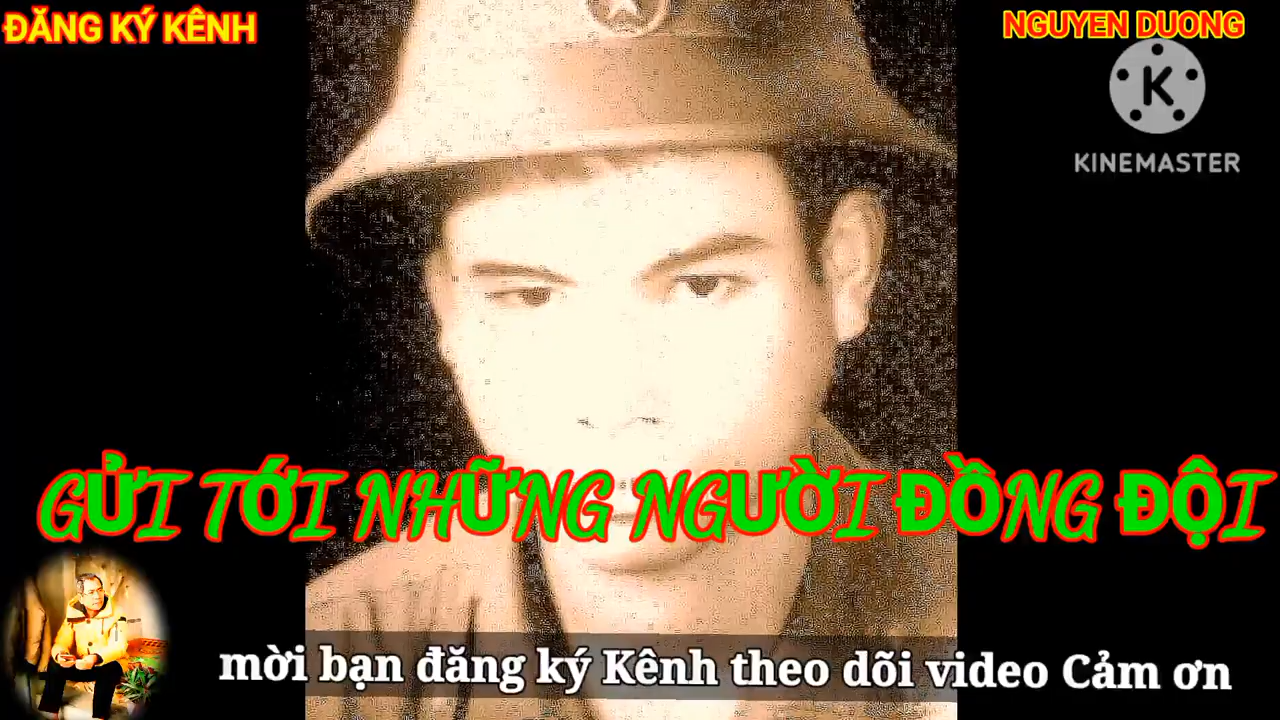 ĐĂNG KÝ KÊNH
NGUYEN DUONG
K
KINEMASTER
GỬI TỚI NHỮNG NGƯỜI ĐỒNG ĐỘI
mời bạn đăng ký Kênh theo dõi video Cảm ơn